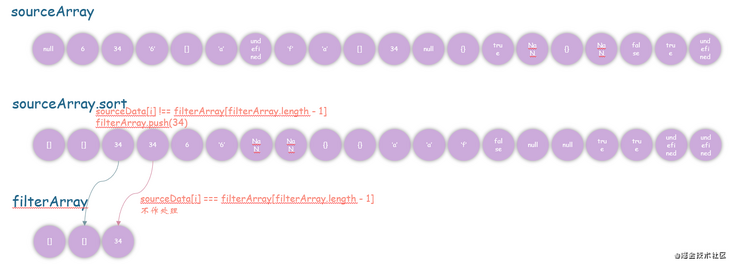 sourceArray
null 6 34 '6' [] 'a' undefined 'f' 'a' [] 34 null {} true NaN {} NaN false true undefined
sourceArray.sort
sourceData[i] !== filterArray[filterArray.length - 1]
filterArray.push(34)
[] [] 34 34 6 '6' NaN NaN {} {} 'a' 'a' 'f' false null null true true undefined undefined
filterArray
sourceData[i] === filterArray[filterArray.length - 1]
不作处理
[] [] 34
@掘金技术社区